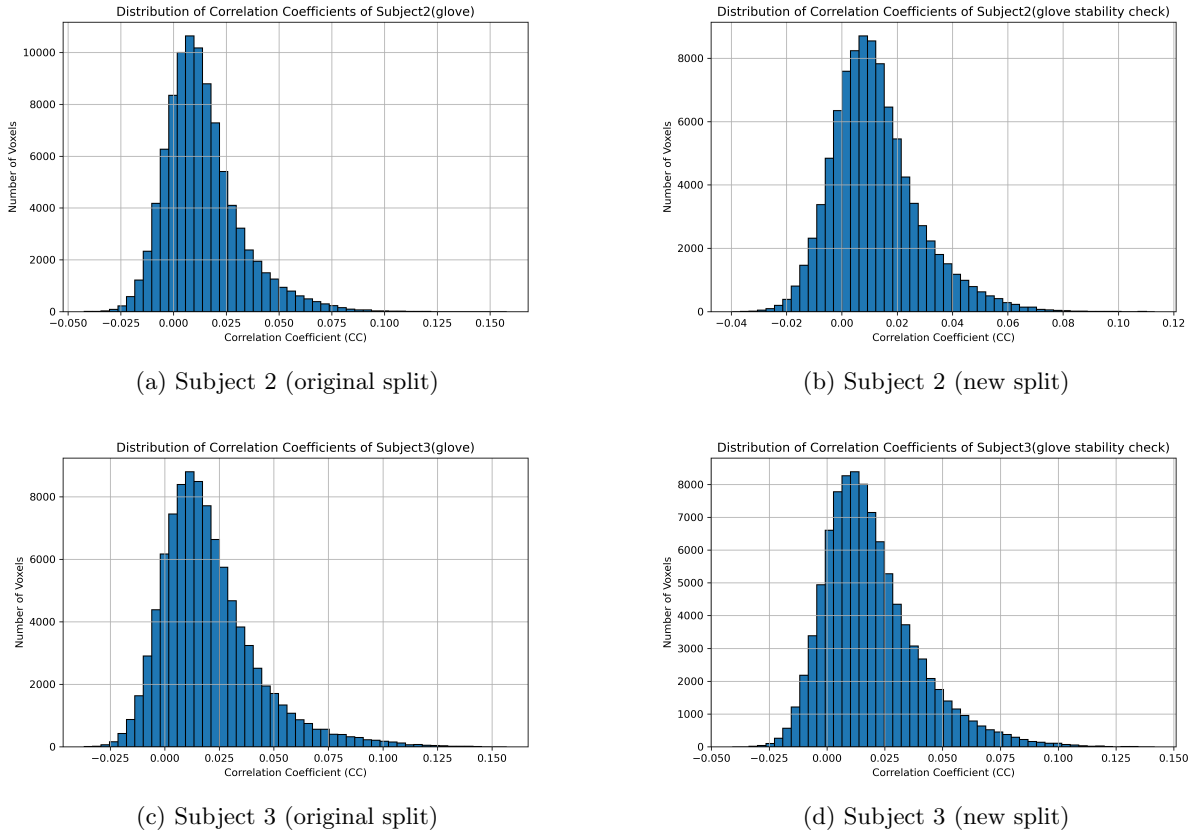 Distribution of Correlation Coefficients of Subject2(glove)
Number of Voxels
10000
8000
6000
4000
2000
0
−0.050 −0.025 0.000 0.025 0.050 0.075 0.100 0.125 0.150
Correlation Coefficient (CC)
(a) Subject 2 (original split)
Distribution of Correlation Coefficients of Subject2(glove stability check)
Number of Voxels
8000
6000
4000
2000
0
−0.04 −0.02 0.00 0.02 0.04 0.06 0.08 0.10 0.12
Correlation Coefficient (CC)
(b) Subject 2 (new split)
Distribution of Correlation Coefficients of Subject3(glove)
Number of Voxels
8000
6000
4000
2000
0
−0.025 0.000 0.025 0.050 0.075 0.100 0.125 0.150
Correlation Coefficient (CC)
(c) Subject 3 (original split)
Distribution of Correlation Coefficients of Subject3(glove stability check)
Number of Voxels
8000
7000
6000
5000
4000
3000
2000
1000
0
−0.050 −0.025 0.000 0.025 0.050 0.075 0.100 0.125 0.150
Correlation Coefficient (CC)
(d) Subject 3 (new split)